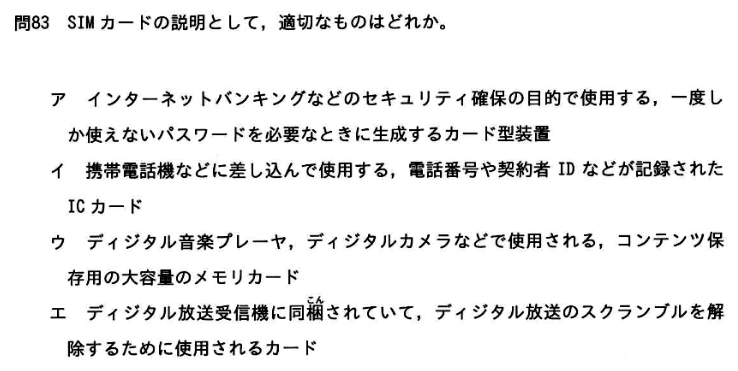 問83 SIMカードの説明として，適切なものはどれか。
ア インターネットバンキングなどのセキュリティ確保の目的で使用する，一度し
か使えないパスワードを必要なときに生成するカード型装置
イ 携帯電話機などに差し込んで使用する，電話番号や契約者 ID などが記録された
ICカード
ウ ディジタル音楽プレーヤ，ディジタルカメラなどで使用される，コンテンツ保
存用の大容量のメモリカード
こん
エ ディジタル放送受信機に同梱されていて，ディジタル放送のスクランブルを解
除するために使用されるカード